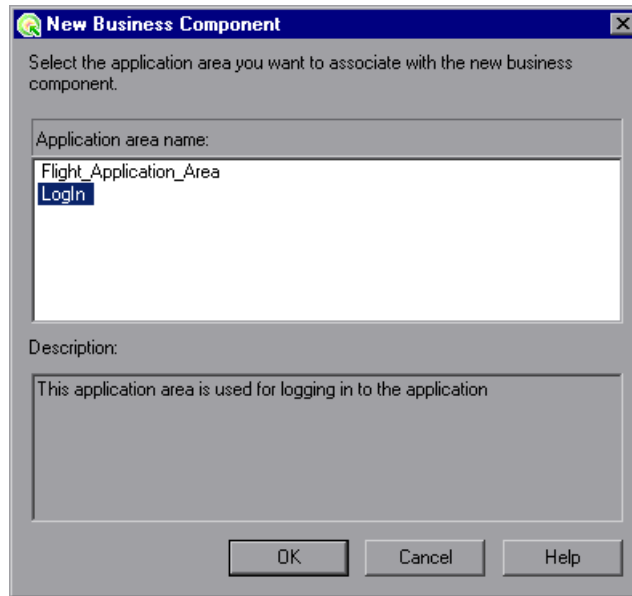 New Business Component
Select the application area you want to associate with the new business
component.
Application area name:
Flight_Application_Area
LogIn
Description:
This application area is used for logging in to the application
OK
Cancel
Help